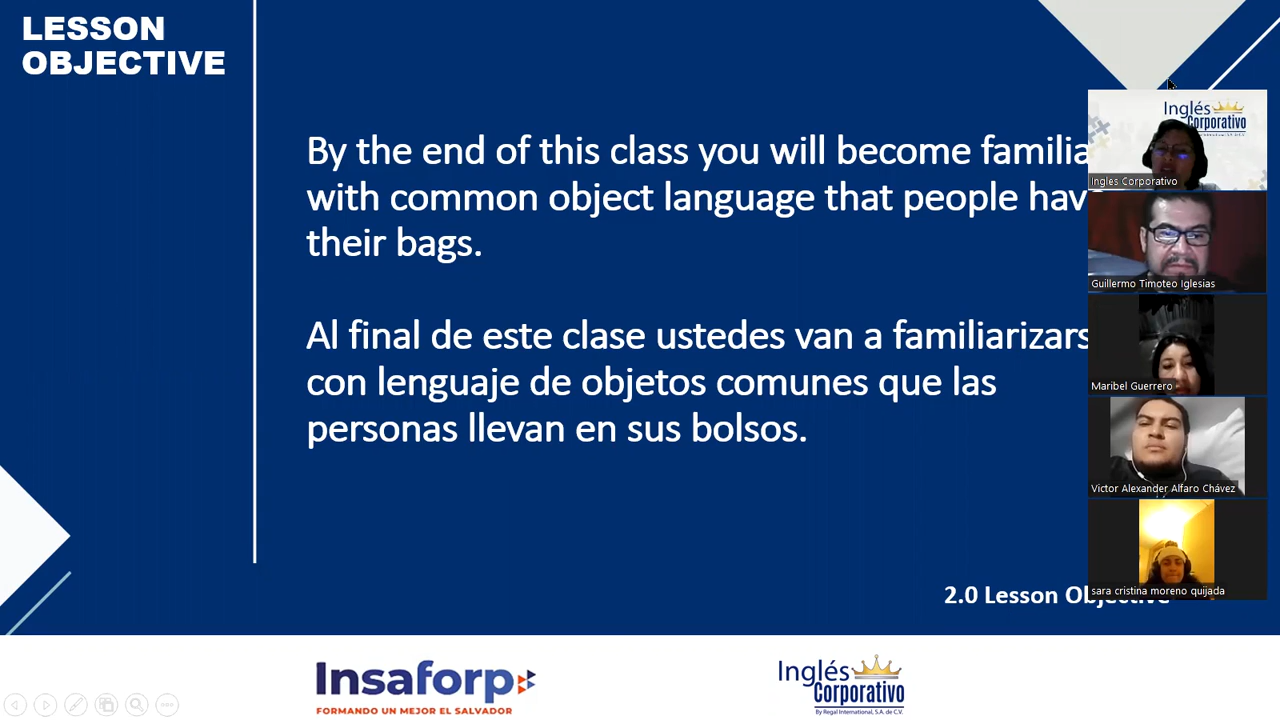 LESSON
OBJECTIVE
By the end of this class you will become familia
with common object language that people hav
their bags.
Al final de este clase ustedes van a familiarizars
con lenguaje de objetos comunes que las
personas llevan en sus bolsos.
2.0 Lesson Objective
Inglés
Corporativo
Ingles Corporativo
Guillermo Timoteo Iglesias
Maribel Guerrero
Victor Alexander Alfaro Chávez
sara cristina moreno quijada
Insaforp
FORMANDO UN MEJOR EL SALVADOR
Inglés
Corporativo
By Regal International, S.A. de C.V.